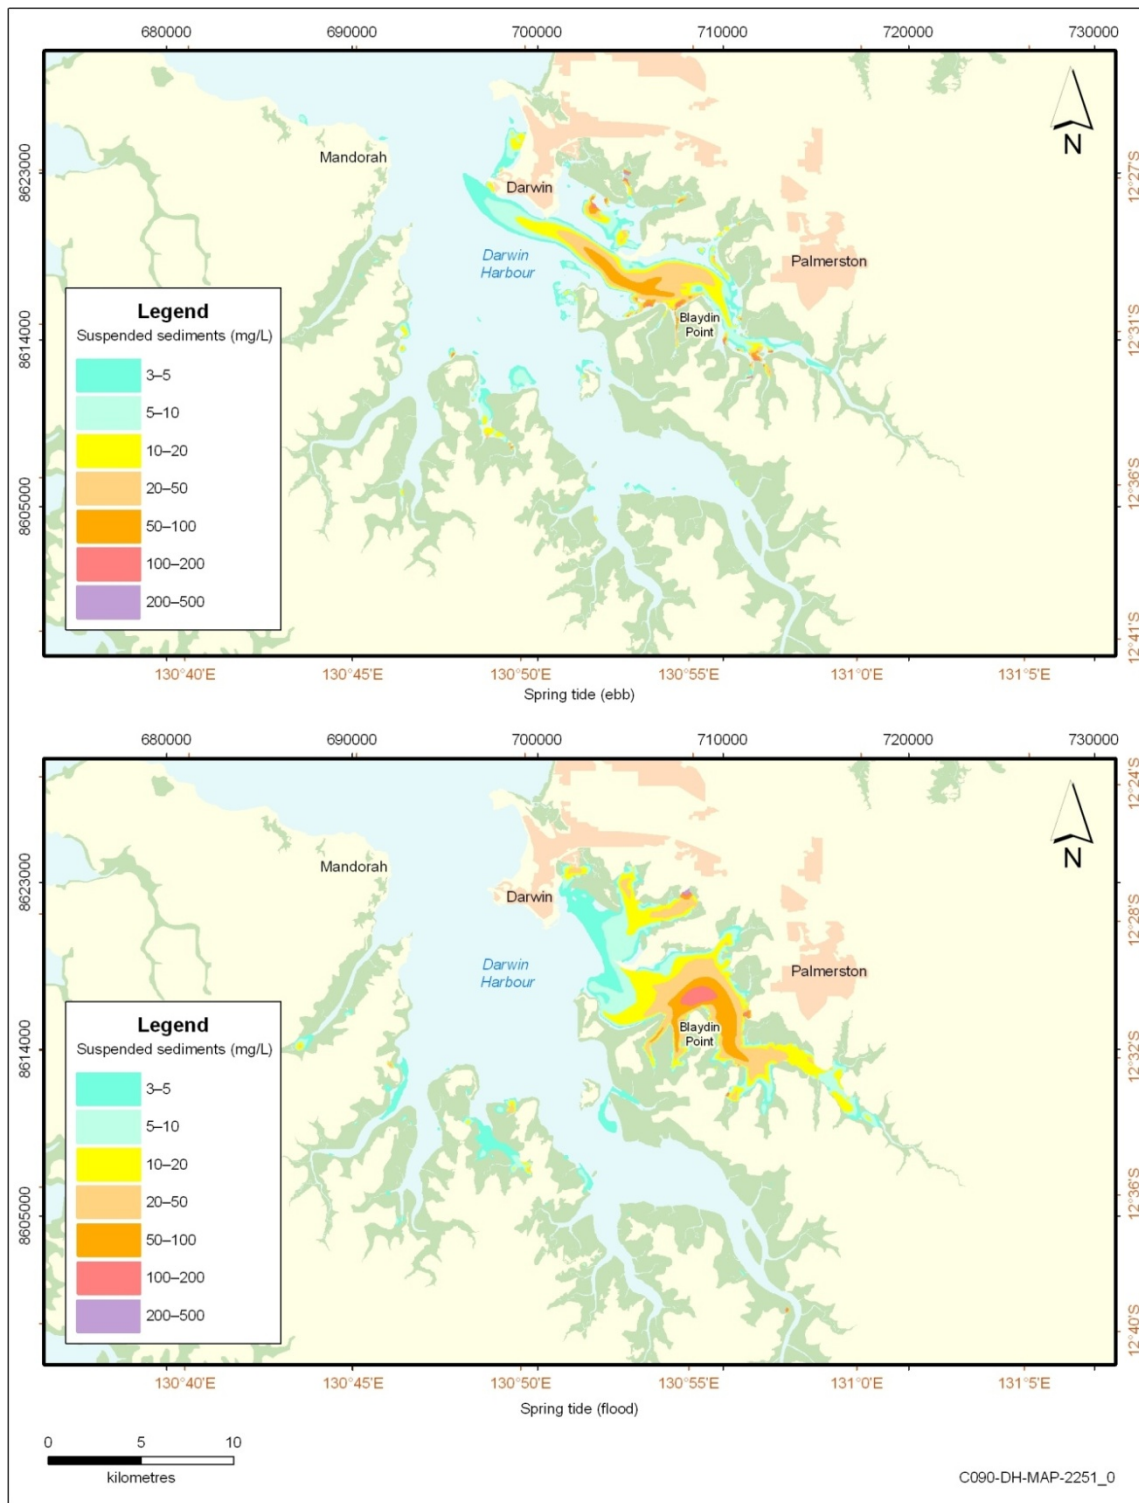 680000 690000 700000 710000 720000 730000
N
Mandorah
8623000
12°27'S
Darwin
Darwin
Harbour
Palmerston
Legend
Suspended sediments (mg/L)
Blaydin
Point
8614000
12°31'S
3–5
5–10
10–20
20–50
12°36'S
8605000
50–100
100–200
200–500
12°41'S
130°40'E 130°45'E 130°50'E 130°55'E 131°0'E 131°5'E
Spring tide (ebb)
680000 690000 700000 710000 720000 730000
12°24'S
N
Mandorah
8623000
Darwin
12°28'S
Darwin
Harbour
Palmerston
Legend
Suspended sediments (mg/L)
Blaydin
Point
8614000
12°32'S
3–5
5–10
10–20
20–50
12°36'S
8605000
50–100
100–200
200–500
12°40'S
130°40'E 130°45'E 130°50'E 130°55'E 131°0'E 131°5'E
Spring tide (flood)
0 5 10
kilometres
C090-DH-MAP-2251_0